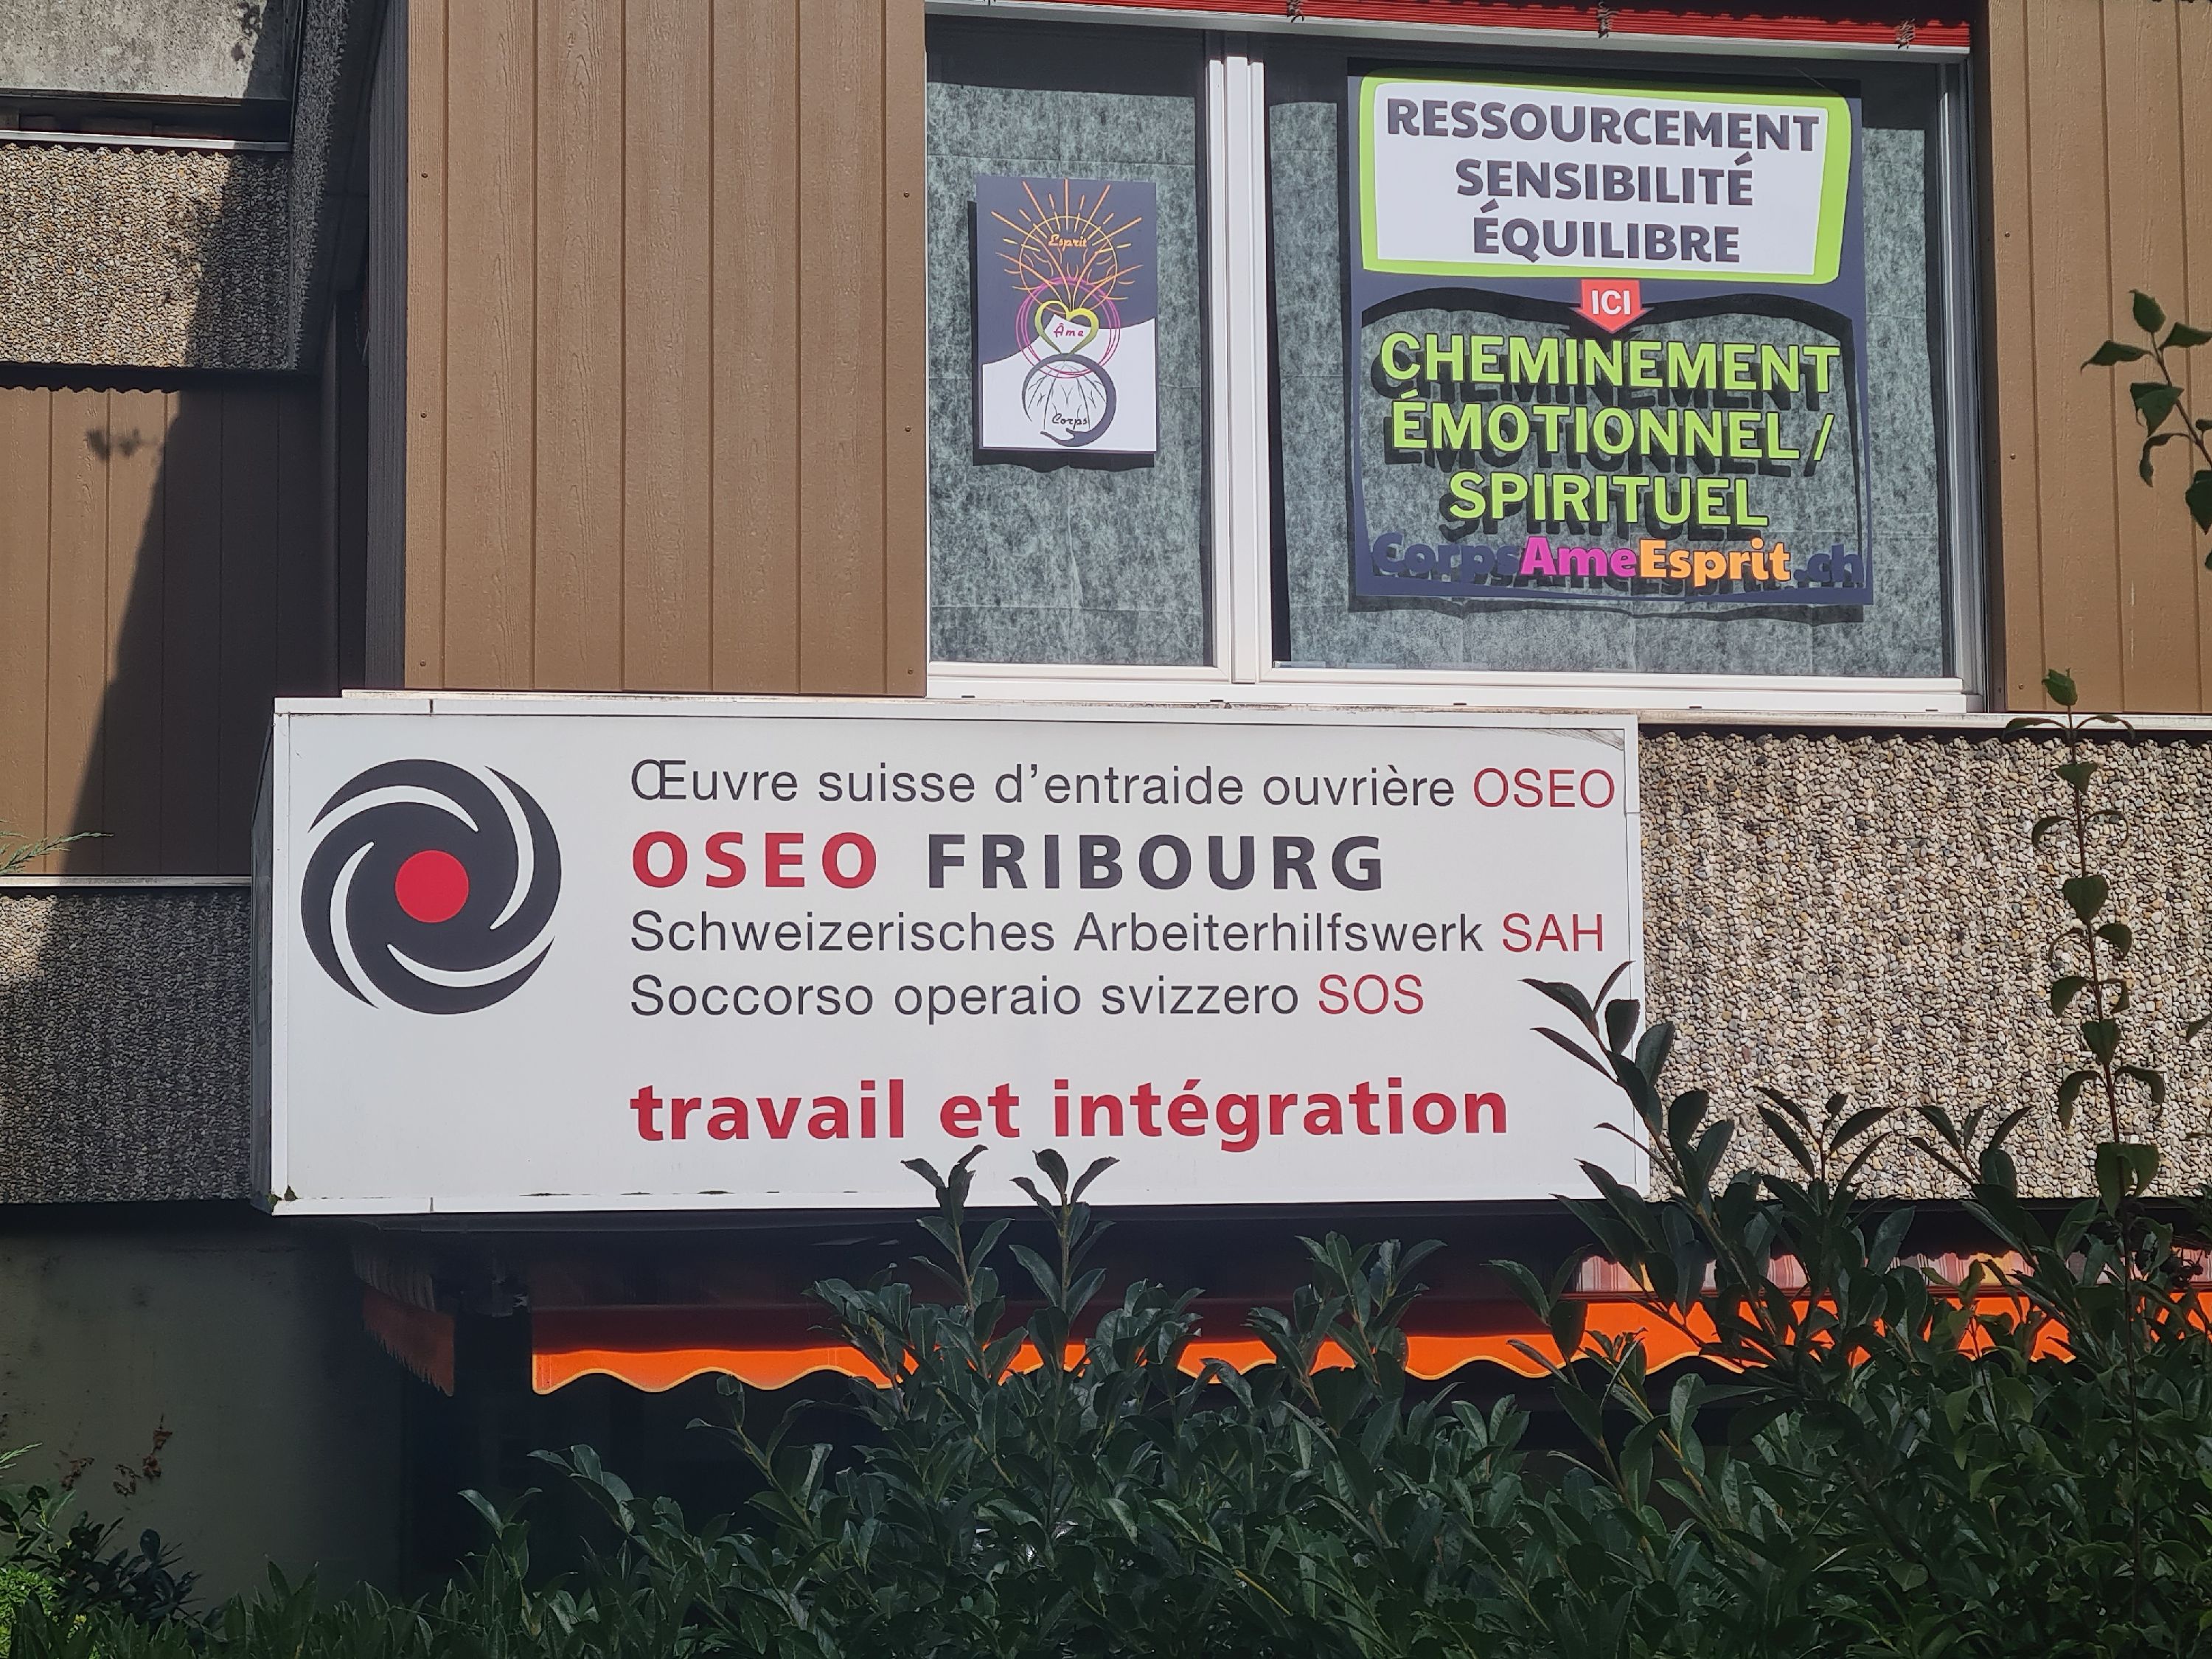 RESSOURCEMENT
SENSIBILITÉ
ÉQUILIBRE
ICI
CHEMINEMENT
ÉMOTIONNEL /
SPIRITUEL
CorpsAmeEsprit.ch
Esprit
Âme
Corps
Œuvre suisse d'entraide ouvrière OSEO
OSEO FRIBOURG
Schweizerisches Arbeiterhilfswerk SAH
Soccorso operaio svizzero SOS
travail et intégration